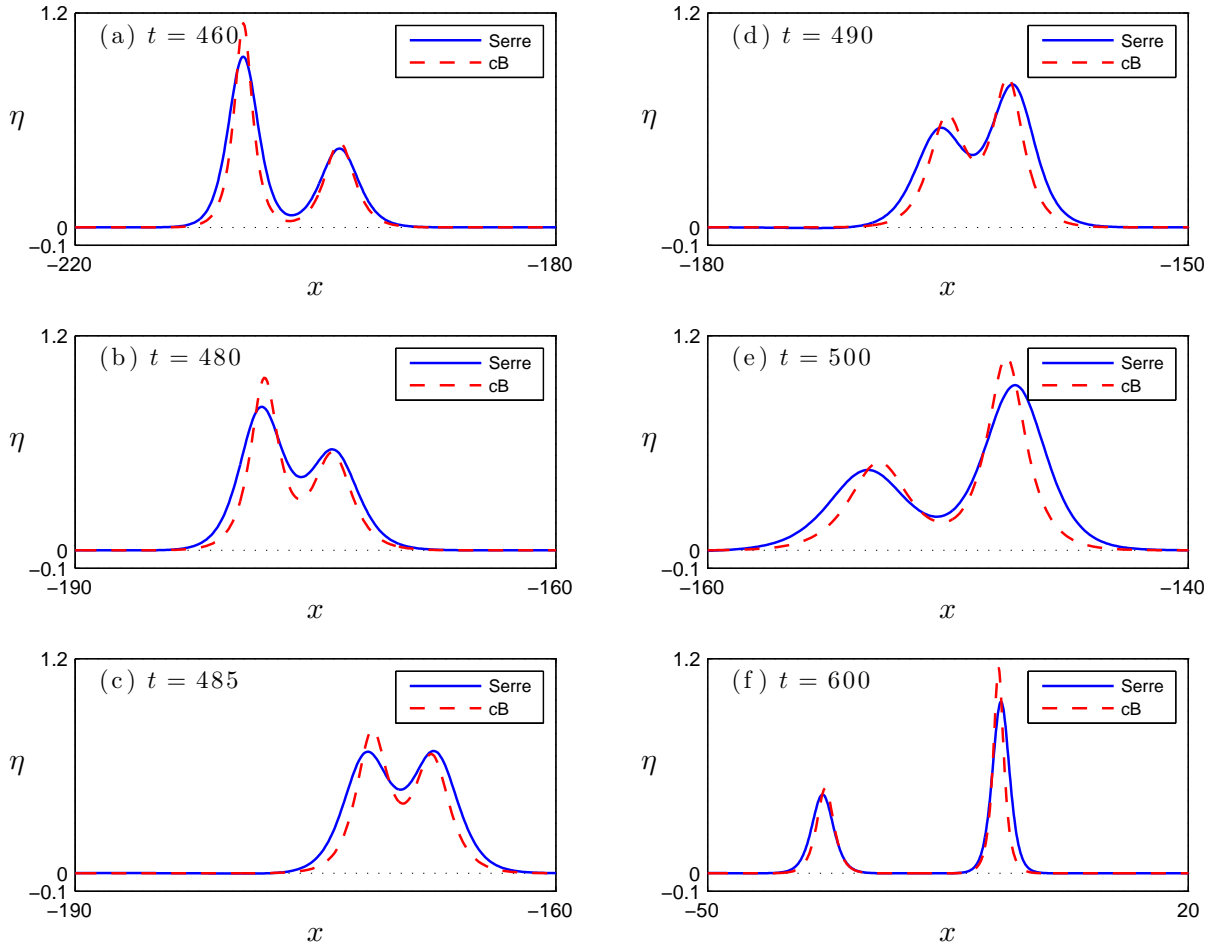 1.2
(a) t = 460
Serre
cB
η
0
−0.1
−220
−180
x
1.2
(d) t = 490
Serre
cB
η
0
−0.1
−180
−150
x
1.2
(b) t = 480
Serre
cB
η
0
−0.1
−190
−160
x
1.2
(e) t = 500
Serre
cB
η
0
−0.1
−160
−140
x
1.2
(c) t = 485
Serre
cB
η
0
−0.1
−190
−160
x
1.2
(f) t = 600
Serre
cB
η
0
−0.1
−50
20
x